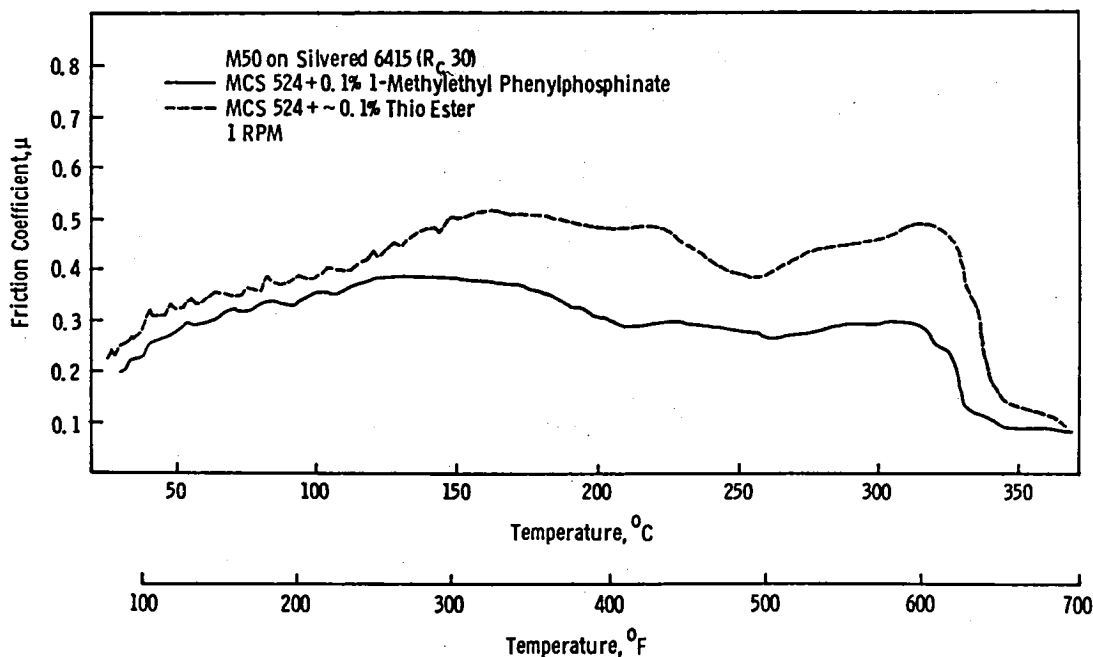 M50 on Silvered 6415 (Rc 30)
MCS 524 + 0.1% 1-Methylethyl Phenylphosphinate
MCS 524 + ~ 0.1% Thio Ester
1 RPM
Friction Coefficient, μ
0.8
0.7
0.6
0.5
0.4
0.3
0.2
0.1
50 100 150 200 250 300 350
Temperature, °C
100 200 300 400 500 600 700
Temperature, °F